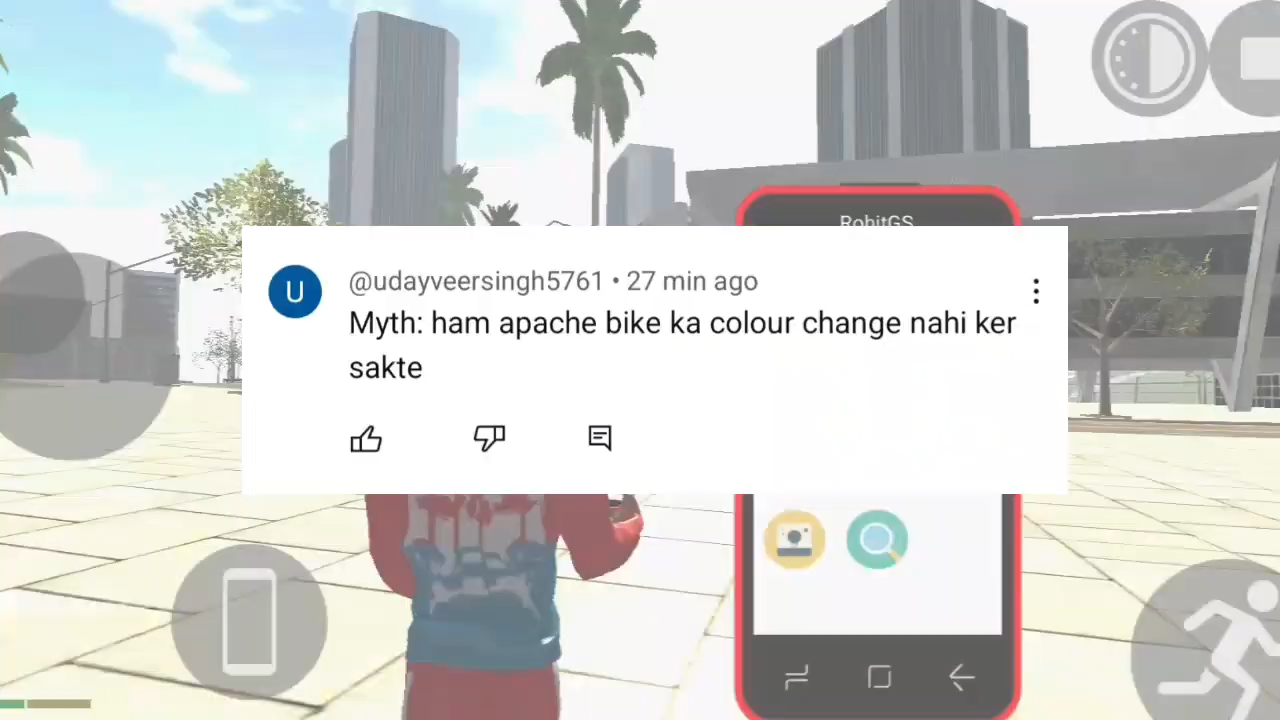 RohitGS
U
@udayveersingh5761 • 27 min ago
Myth: ham apache bike ka colour change nahi ker
sakte